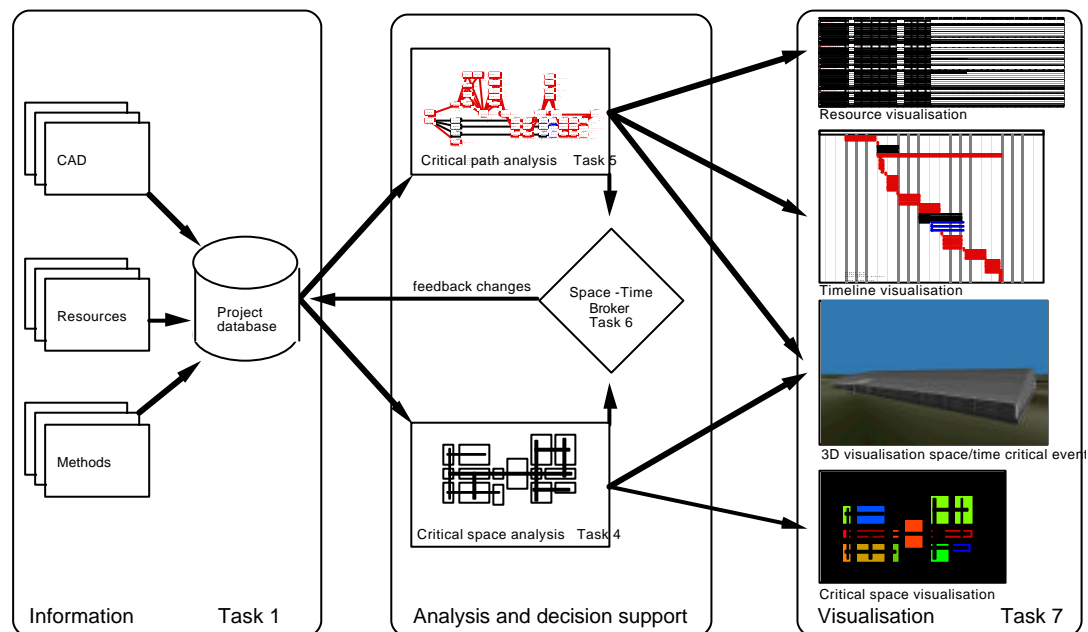 CAD
Resources
Methods
Project
database
Information Task 1
Critical path analysis Task 5
feedback changes
Space -Time
Broker
Task 6
Critical space analysis Task 4
Analysis and decision support
Resource visualisation
Timeline visualisation
3D visualisation space/time critical event
Critical space visualisation
Visualisation Task 7